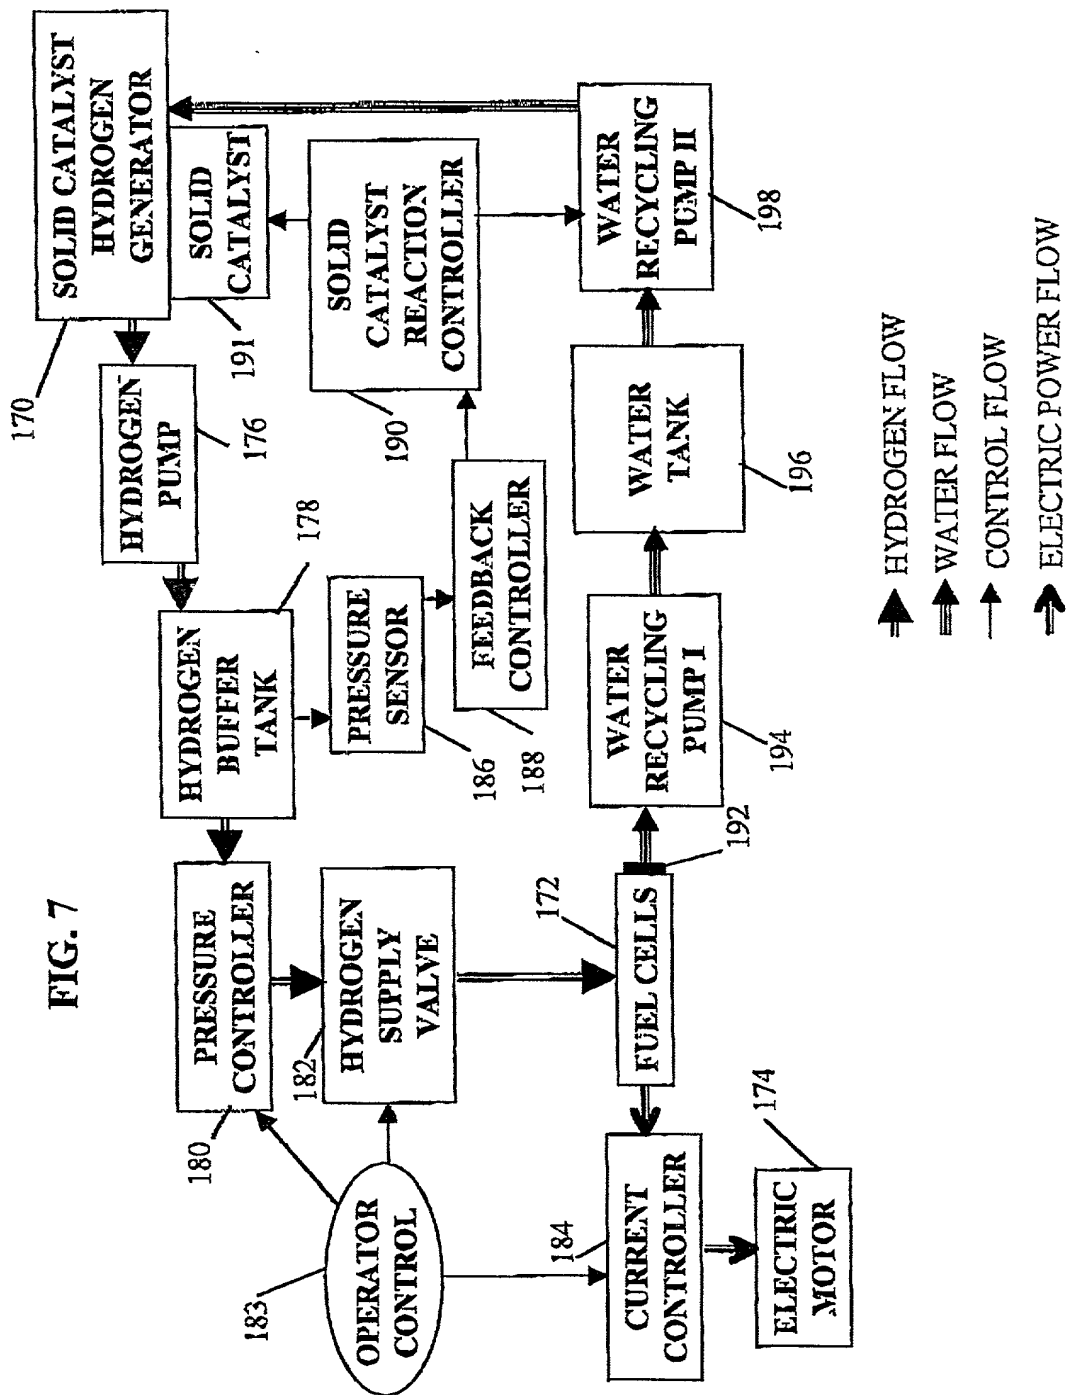 FIG. 7
OPERATOR
CONTROL
183
PRESSURE
CONTROLLER
180
HYDROGEN
SUPPLY
VALVE
182
CURRENT
CONTROLLER
184
ELECTRIC
MOTOR
174
FUEL CELLS
172
192
HYDROGEN
BUFFER
TANK
178
PRESSURE
SENSOR
186
FEEDBACK
CONTROLLER
188
WATER
RECYCLING
PUMP I
194
HYDROGEN
PUMP
176
WATER
TANK
196
SOLID CATALYST
HYDROGEN
GENERATOR
170
SOLID
CATALYST
191
SOLID
CATALYST
REACTION
CONTROLLER
190
WATER
RECYCLING
PUMP II
198
HYDROGEN FLOW
WATER FLOW
CONTROL FLOW
ELECTRIC POWER FLOW